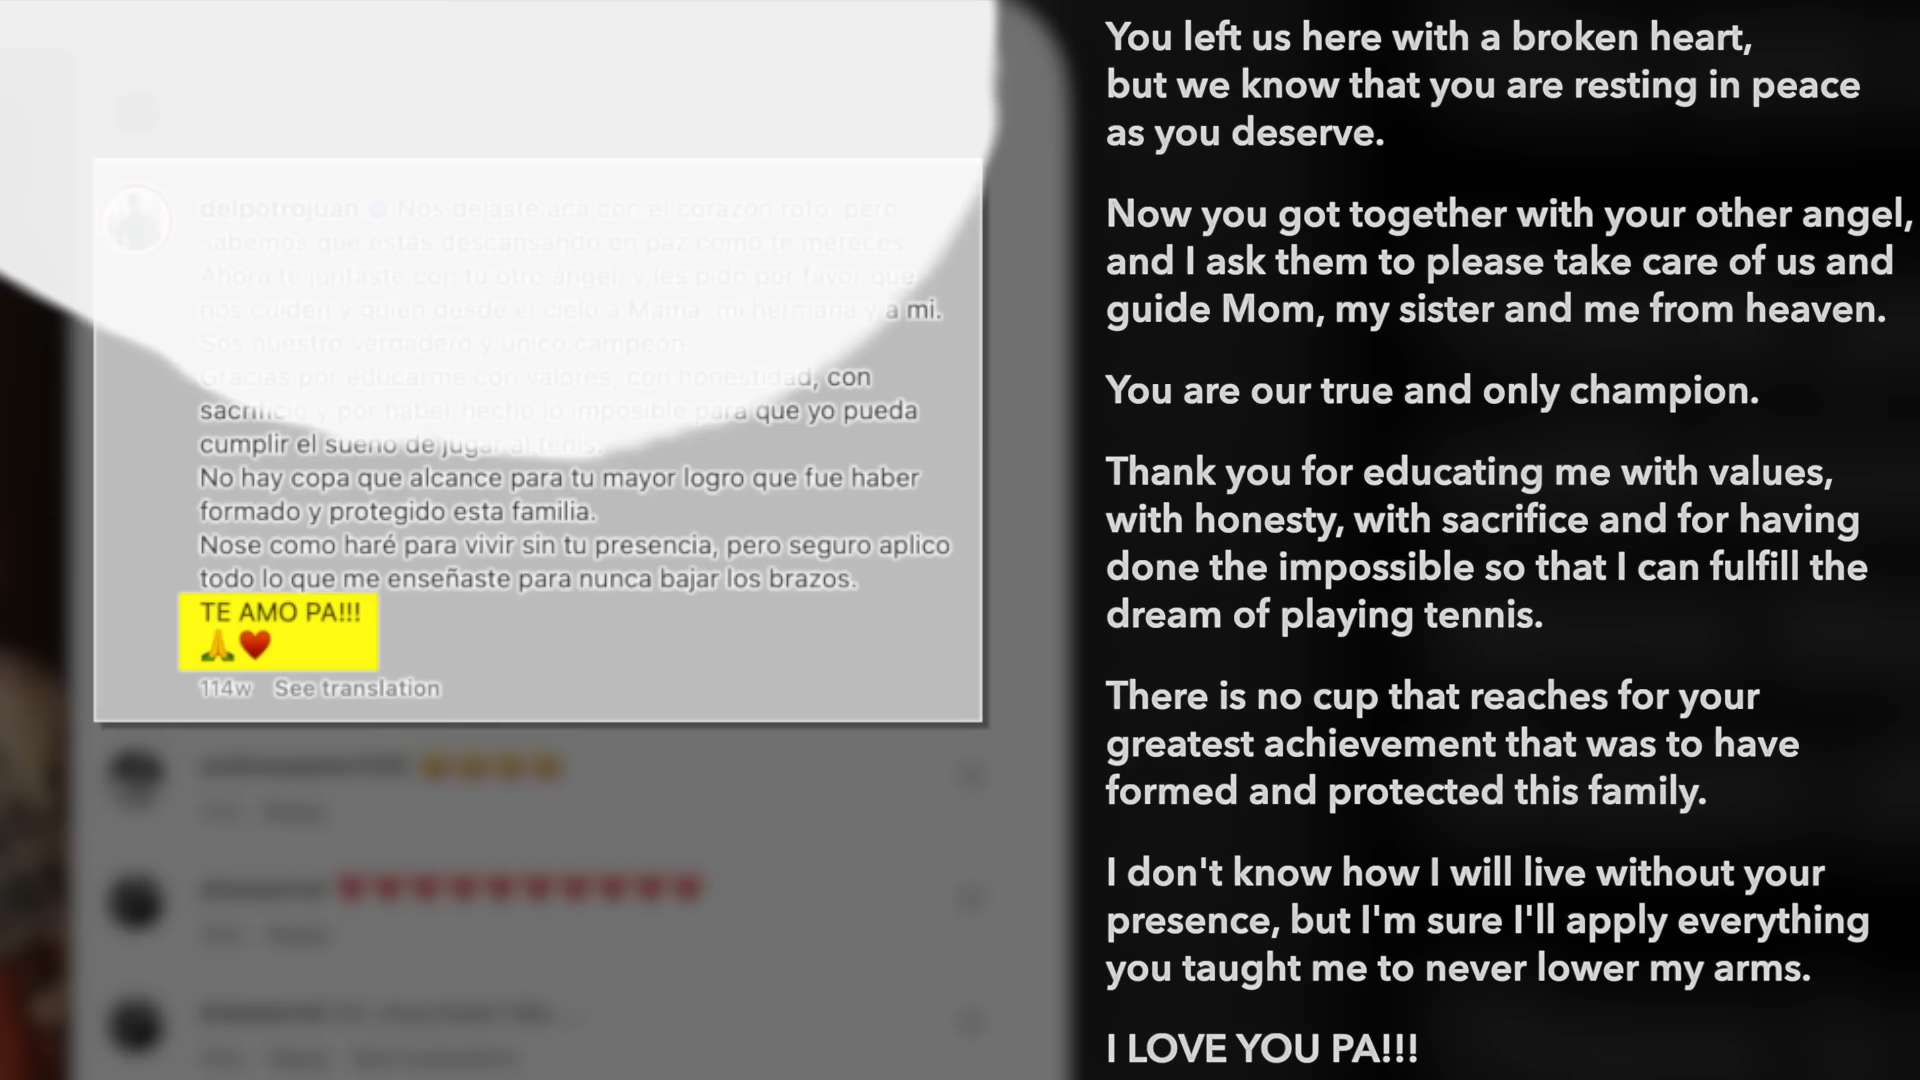 delpotrojuan Nos dejaste acá con el corazón roto, pero
sabemos que estás descansando en paz como te mereces.
Ahora te juntaste con tu otro ángel, y les pido por favor que
nos cuiden y guíen desde el cielo a Mamá, mi hermana y a mi.
Sos nuestro verdadero y único campeón.
Gracias por educarme con valores, con honestidad, con
sacrificio y por haber hecho lo imposible para que yo pueda
cumplir el sueño de jugar al tenis.
No hay copa que alcance para tu mayor logro que fue haber
formado y protegido esta familia.
Nose como haré para vivir sin tu presencia, pero seguro aplico
todo lo que me enseñaste para nunca bajar los brazos.
TE AMO PA!!!
🙏❤️
114w See translation
You left us here with a broken heart,
but we know that you are resting in peace
as you deserve.
Now you got together with your other angel,
and I ask them to please take care of us and
guide Mom, my sister and me from heaven.
You are our true and only champion.
Thank you for educating me with values,
with honesty, with sacrifice and for having
done the impossible so that I can fulfill the
dream of playing tennis.
There is no cup that reaches for your
greatest achievement that was to have
formed and protected this family.
I don't know how I will live without your
presence, but I'm sure I'll apply everything
you taught me to never lower my arms.
I LOVE YOU PA!!!